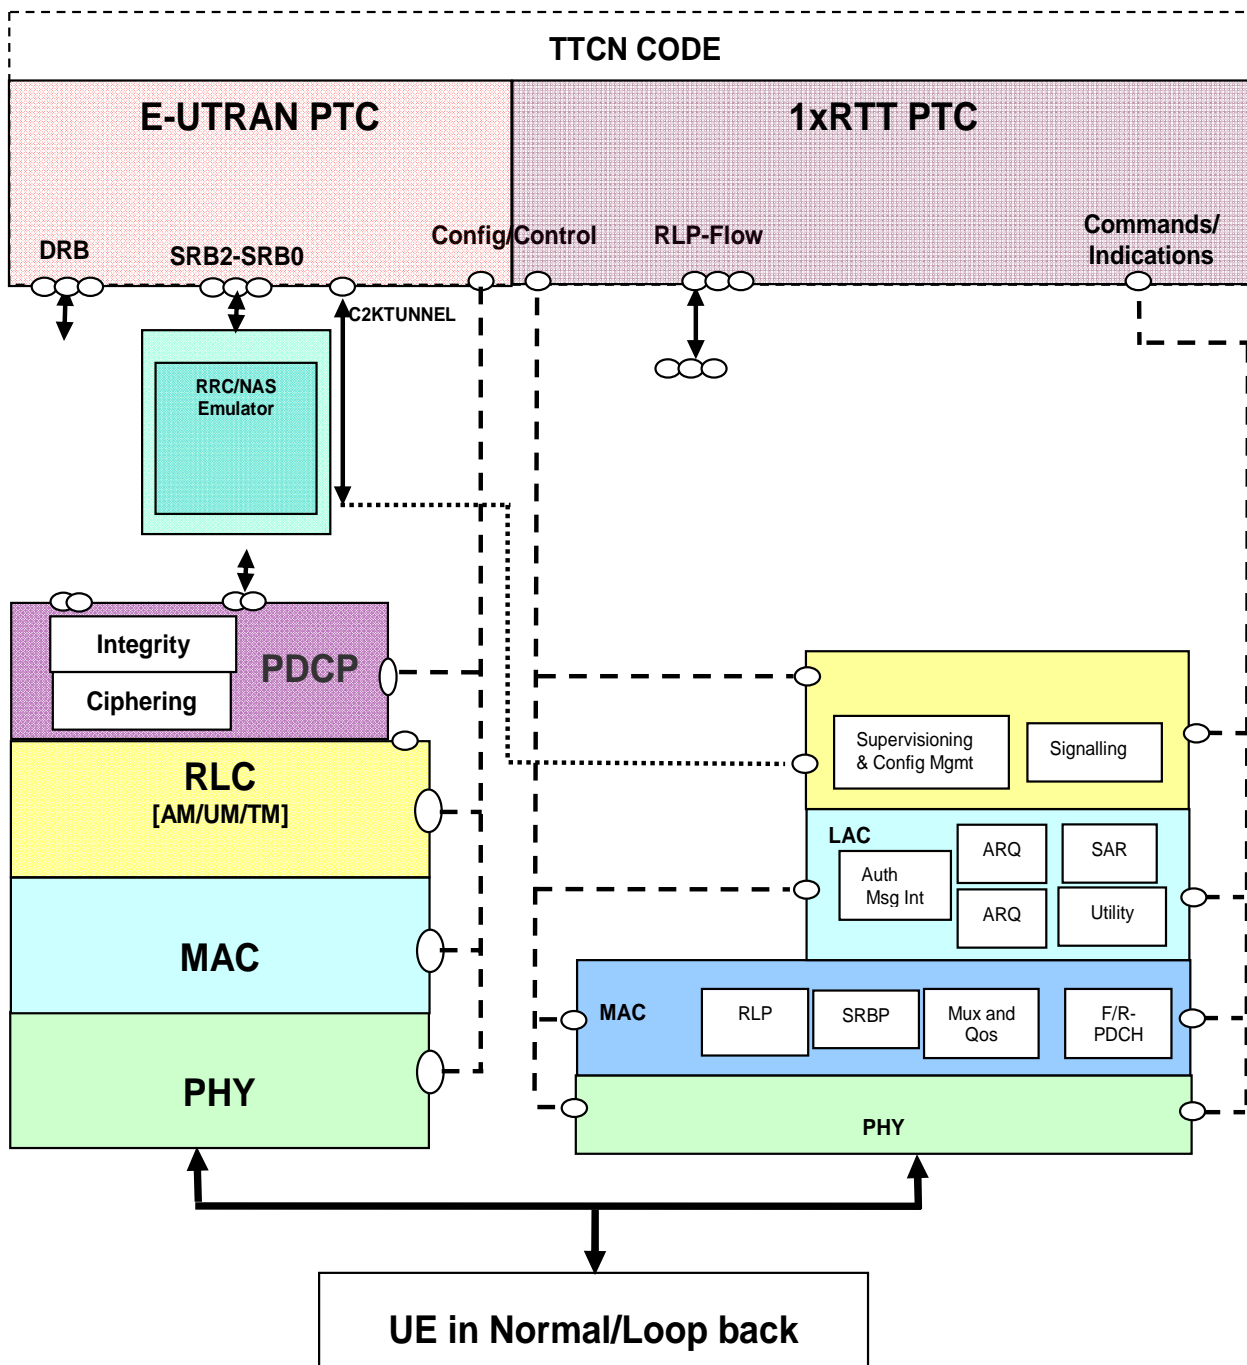 TTCN CODE
E-UTRAN PTC
1xRTT PTC
DRB
SRB2-SRB0
Config/Control
RLP-Flow
Commands/
Indications
C2KTUNNEL
RRC/NAS
Emulator
Integrity
Ciphering
PDCP
RLC
[AM/UM/TM]
MAC
PHY
Supervisioning
& Config Mgmt
Signalling
LAC
Auth
Msg Int
ARQ
SAR
ARQ
Utility
MAC
RLP
SRBP
Mux and
Qos
F/R-
PDCH
PHY
UE in Normal/Loop back